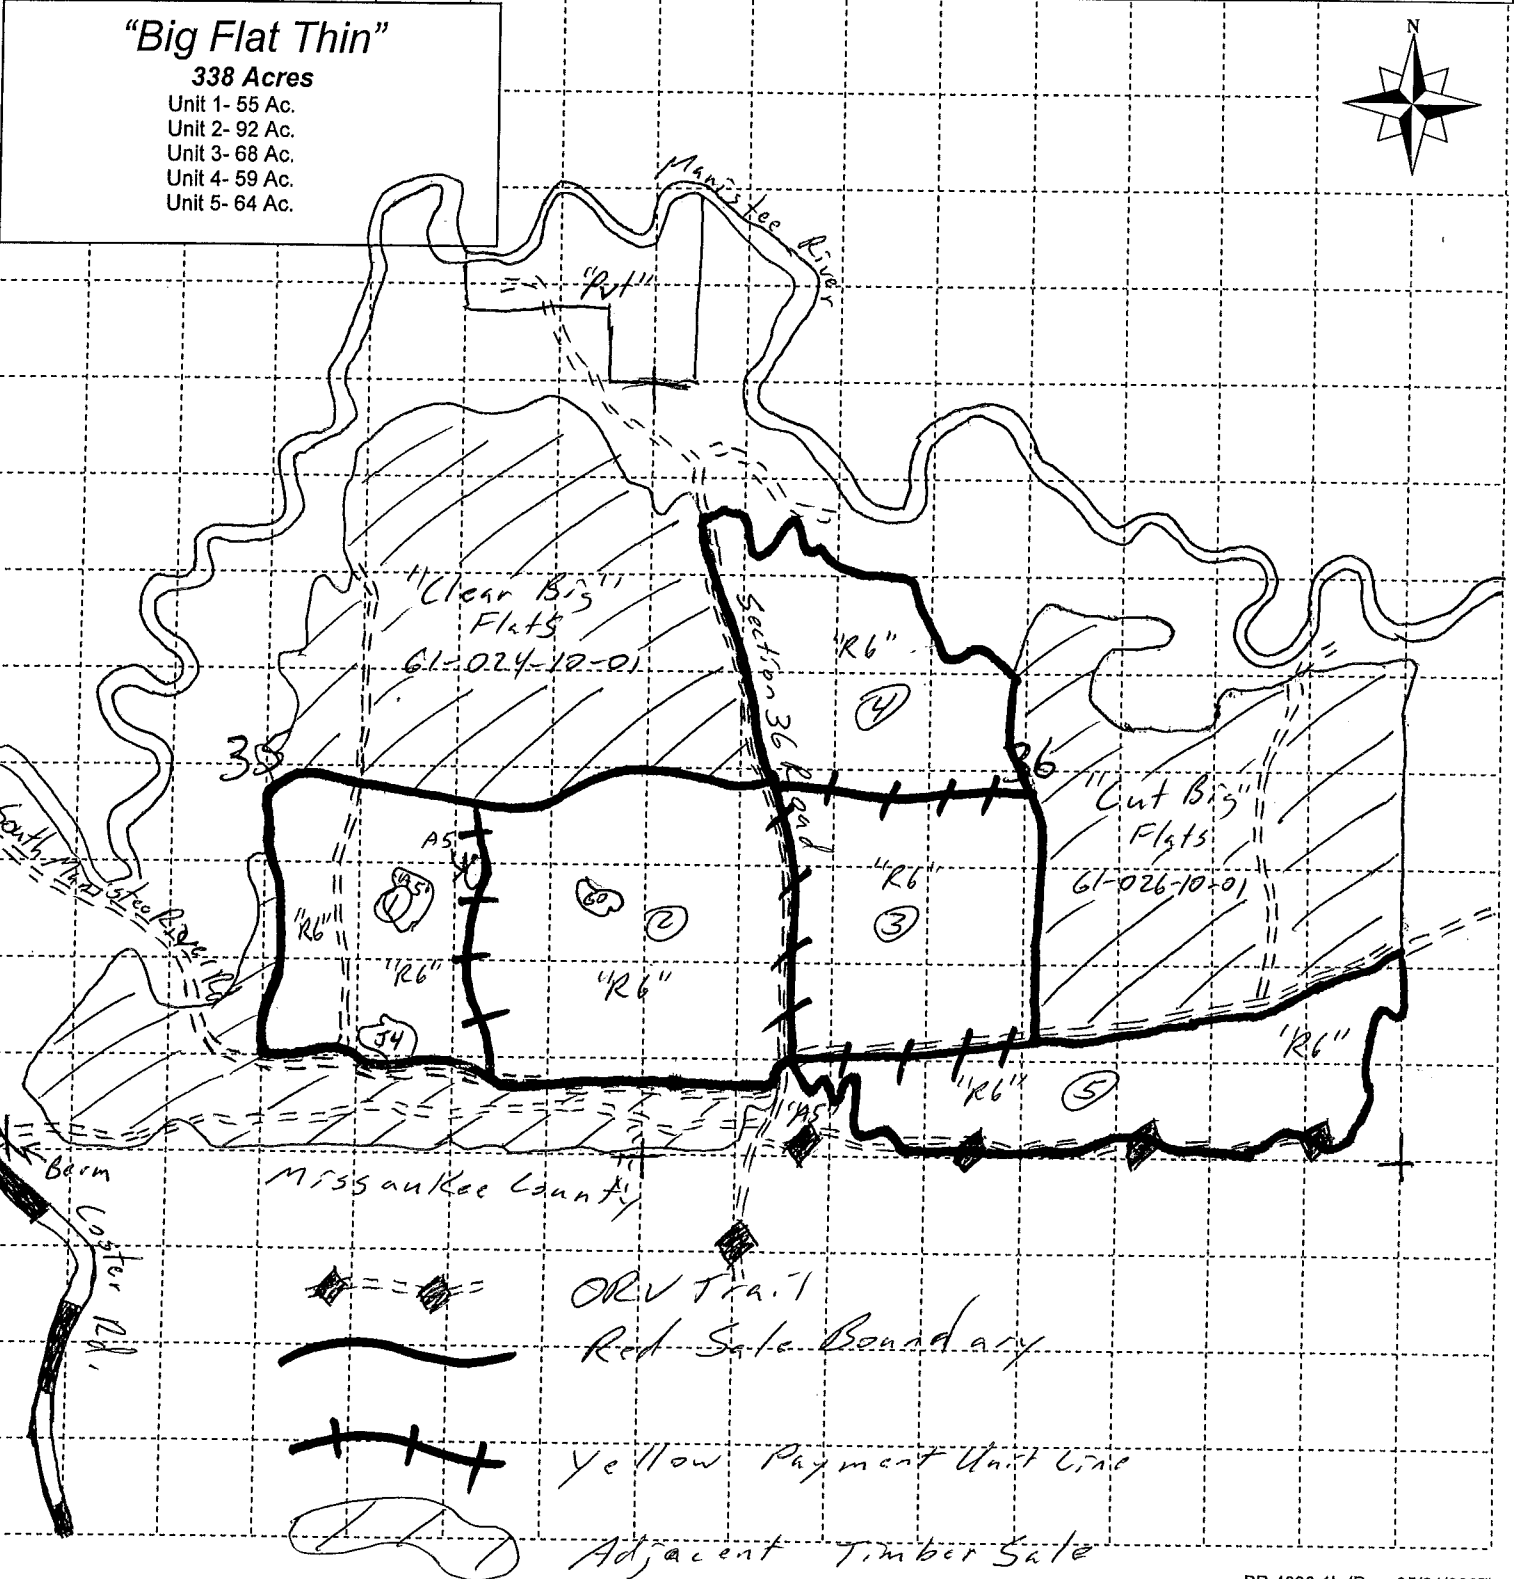 "Big Flat Thin"
338 Acres
Unit 1- 55 Ac.
Unit 2- 92 Ac.
Unit 3- 68 Ac.
Unit 4- 59 Ac.
Unit 5- 64 Ac.
N
Manistee River
"Pvt"
"Clear Big"
Flats
61-024-10-01
Section 36 Road
"R6"
4
35
36
"Cut Big"
Flats
61-026-10-01
South Manistee River Rd
A5
"A5"
1
60
2
"R6"
3
"R6"
"R6"
"R6"
J4
"R6"
"R6"
5
"A5"
Berm
Missaukee County
Coster Rd.
ORV Trail
Red Sale Boundary
Yellow Payment Unit Line
Adjacent Timber Sale